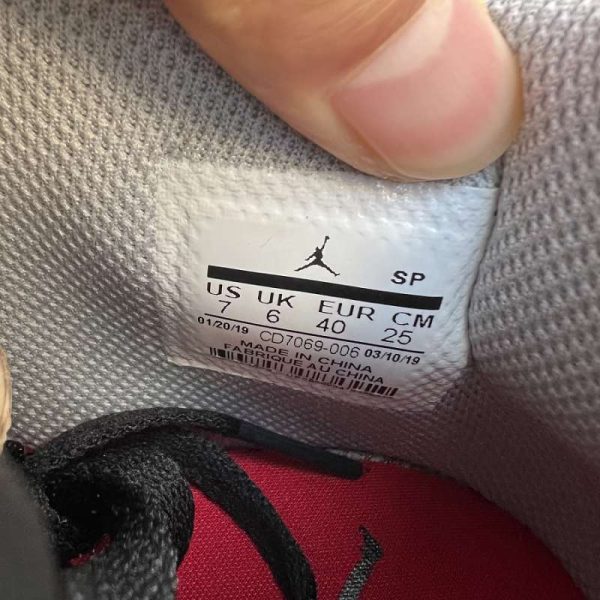 SP
US UK EUR CM
7 6 40 25
01/20/19 CD7069-006 03/10/19
MADE IN CHINA
FABRIQUE AU CHINA